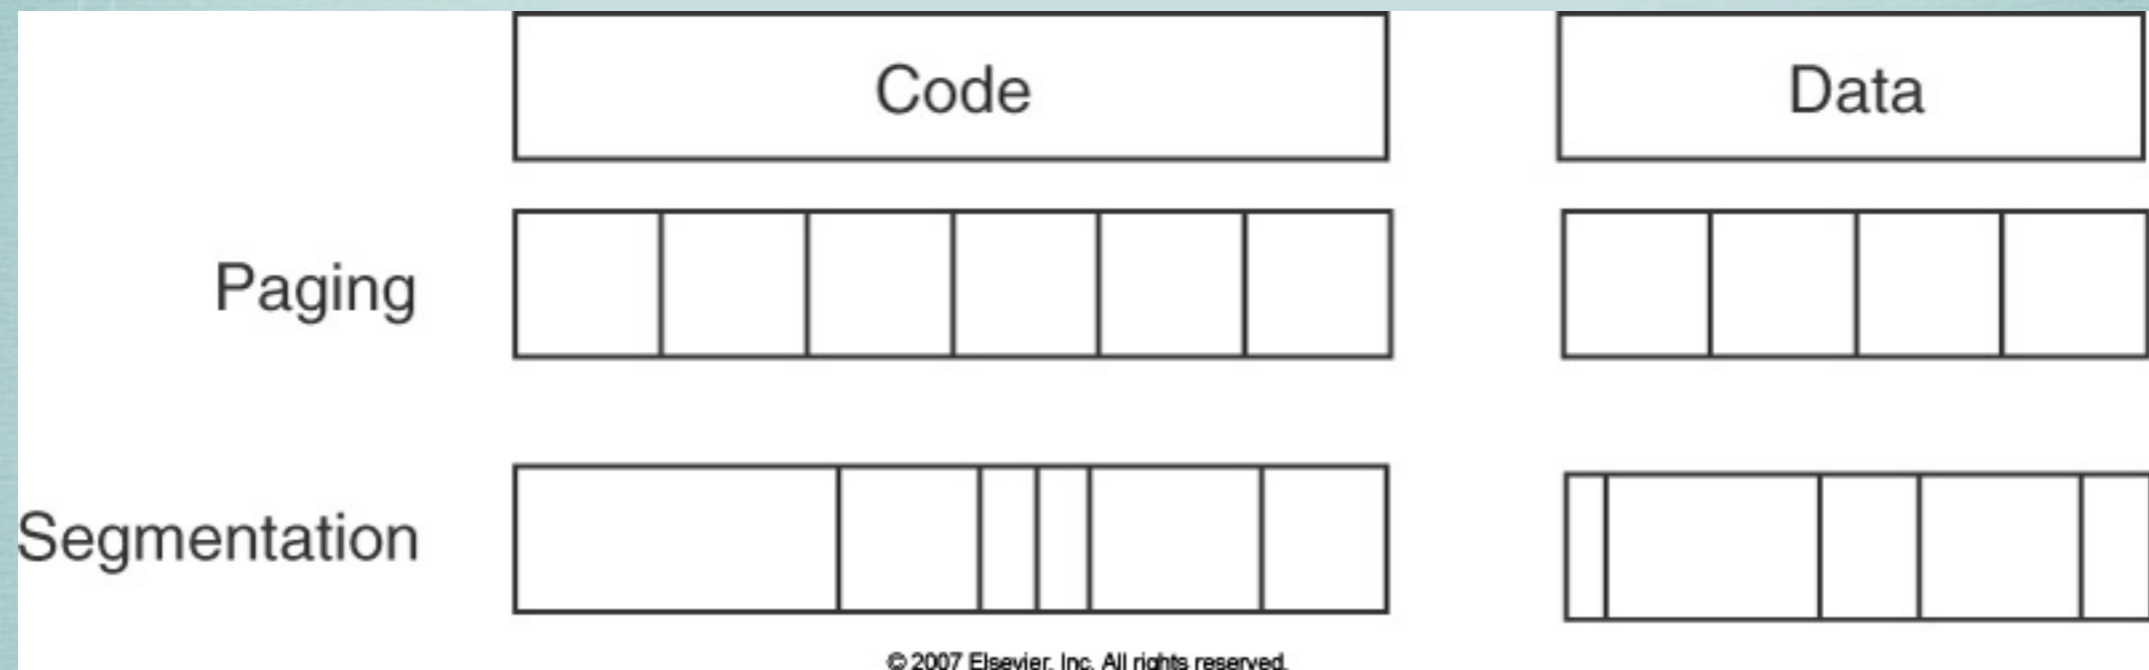 Code Data
Paging
Segmentation
© 2007 Elsevier, Inc. All rights reserved.